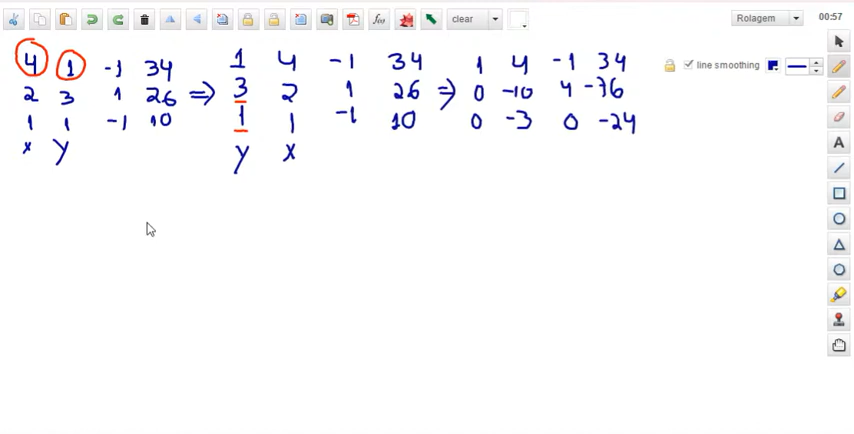 clear Rolagem 00:57
line smoothing
4 1 -1 34 1 4 -1 34 1 4 -1 34
2 3 1 26 ⇒ 3 2 1 26 ⇒ 0 -10 4 -76
1 1 -1 10 1 1 -1 10 0 -3 0 -24
x y y x